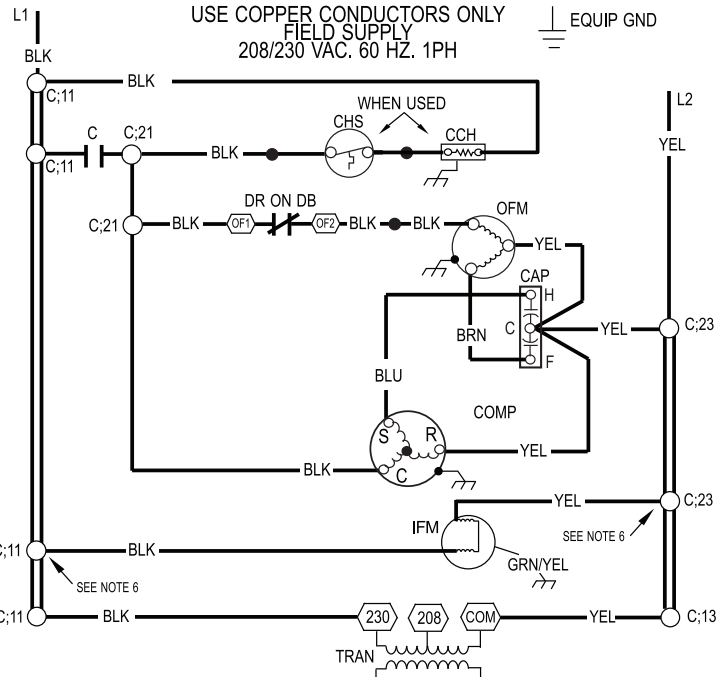 L1
USE COPPER CONDUCTORS ONLY
FIELD SUPPLY
208/230 VAC. 60 HZ. 1PH
EQUIP GND
BLK
C;11
BLK
L2
WHEN USED
CHS
CCH
C
C;21
BLK
C;11
YEL
DR ON DB
OFM
C;21
BLK
OF1
OF2
BLK
BLK
YEL
CAP
H
C
BRN
YEL
C;23
F
BLU
COMP
S
R
C
YEL
BLK
YEL
C;23
IFM
SEE NOTE 6
C;11
BLK
GRN/YEL
SEE NOTE 6
C;11
BLK
230
208
COM
YEL
C;13
TRAN